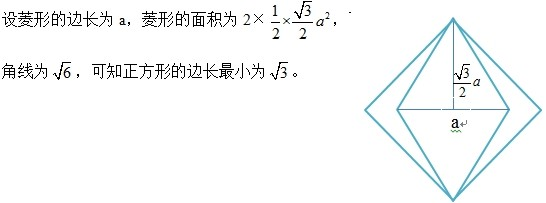 设菱形的边长为 a，菱形的面积为 2× 1/2 × √3/2 a²，
角线为 √6 ，可知正方形的边长最小为 √3 。
√3/2 a
a